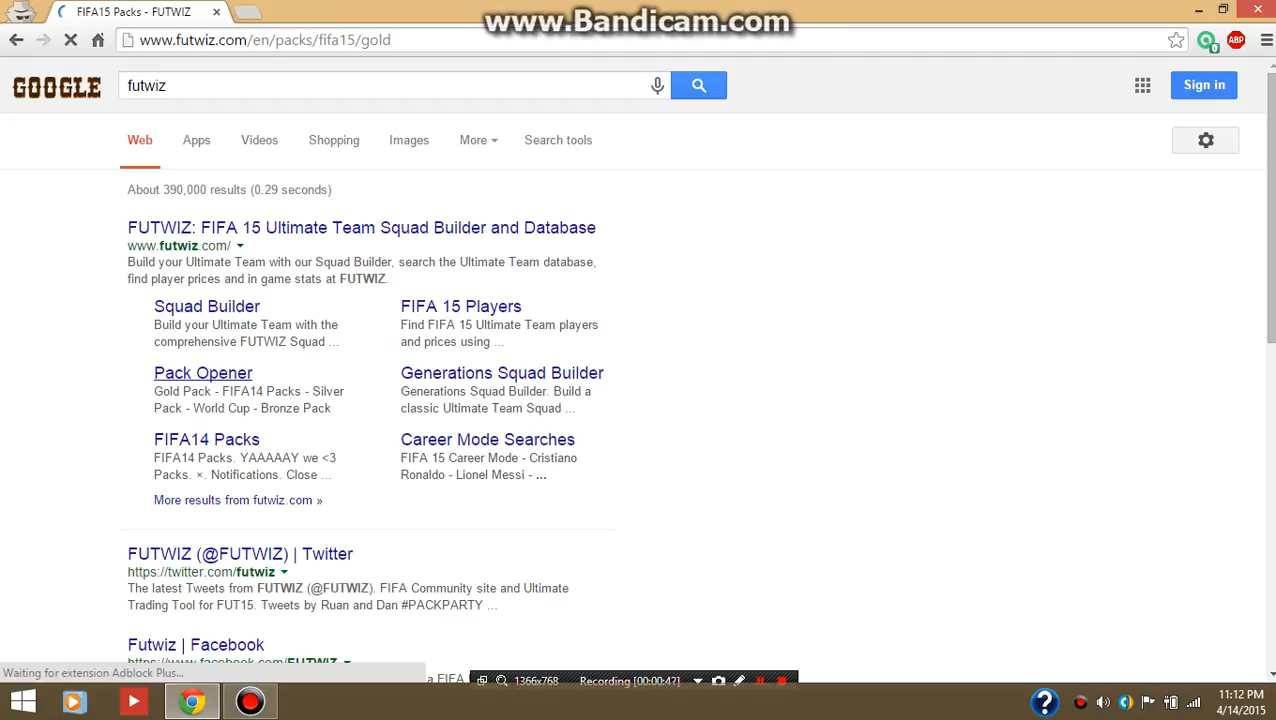 www.Bandicam.com
FIFA15 Packs - FUTWIZ
www.futwiz.com/en/packs/fifa15/gold
ABP
GOOGLE
futwiz
Sign in
Web
Apps
Videos
Shopping
Images
More
Search tools
About 390,000 results (0.29 seconds)
FUTWIZ: FIFA 15 Ultimate Team Squad Builder and Database
www.futwiz.com/
Build your Ultimate Team with our Squad Builder, search the Ultimate Team database,
find player prices and in game stats at FUTWIZ.
Squad Builder
Build your Ultimate Team with the
comprehensive FUTWIZ Squad ...
FIFA 15 Players
Find FIFA 15 Ultimate Team players
and prices using ...
Pack Opener
Gold Pack - FIFA14 Packs - Silver
Pack - World Cup - Bronze Pack
Generations Squad Builder
Generations Squad Builder. Build a
classic Ultimate Team Squad ...
FIFA14 Packs
FIFA14 Packs. YAAAAAY we <3
Packs. ×. Notifications. Close ...
Career Mode Searches
FIFA 15 Career Mode - Cristiano
Ronaldo - Lionel Messi - ...
More results from futwiz.com »
FUTWIZ (@FUTWIZ) | Twitter
https://twitter.com/futwiz
The latest Tweets from FUTWIZ (@FUTWIZ). FIFA Community site and Ultimate
Trading Tool for FUT15. Tweets by Ruan and Dan #PACKPARTY ...
Futwiz | Facebook
https://www.facebook.com/FUTWIZ
Waiting for extension Adblock Plus...
a FIFA
1366x768
Recording [00:00:42]
11:12 PM
4/14/2015